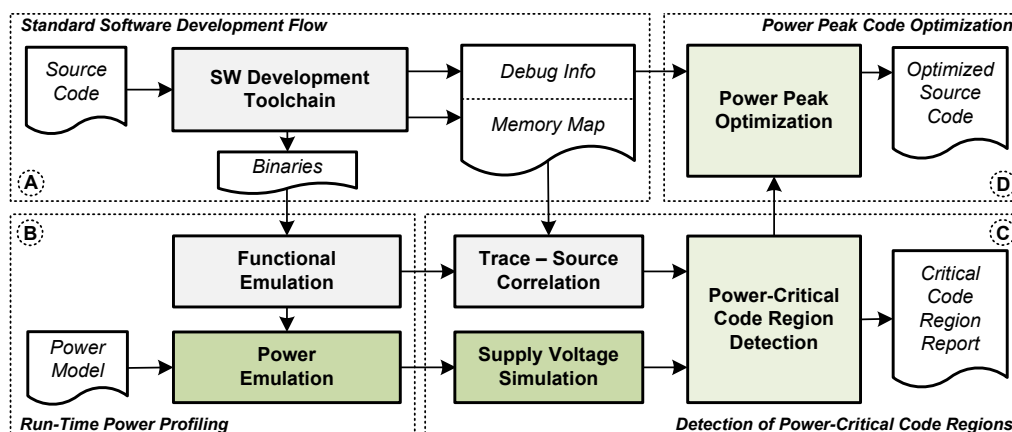 Standard Software Development Flow
Source
Code
SW Development
Toolchain
Debug Info
Memory Map
Binaries
A
Power Peak Code Optimization
Power Peak
Optimization
Optimized
Source
Code
D
B
Functional
Emulation
Power
Model
Power
Emulation
Run-Time Power Profiling
C
Trace – Source
Correlation
Supply Voltage
Simulation
Power-Critical
Code Region
Detection
Critical
Code
Region
Report
Detection of Power-Critical Code Regions